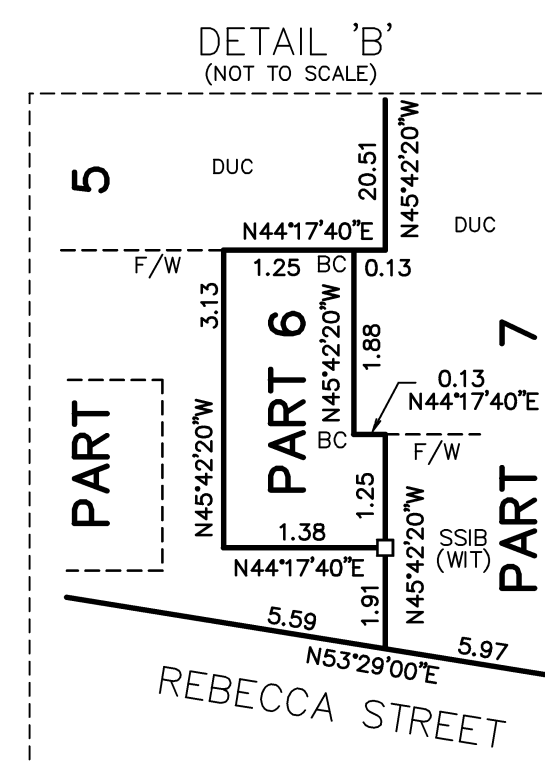 DETAIL 'B'
(NOT TO SCALE)
20.51
N45°42'20"W
5
DUC
DUC
N44°17'40"E
F/W
1.25
BC
0.13
3.13
N45°42'20"W
1.88
PART 6
PART 7
0.13
N44°17'40"E
BC
F/W
PART
N45°42'20"W
1.25
N45°42'20"W
SSIB
(WIT)
1.38
N44°17'40"E
1.91
5.59
5.97
N53°29'00"E
REBECCA STREET